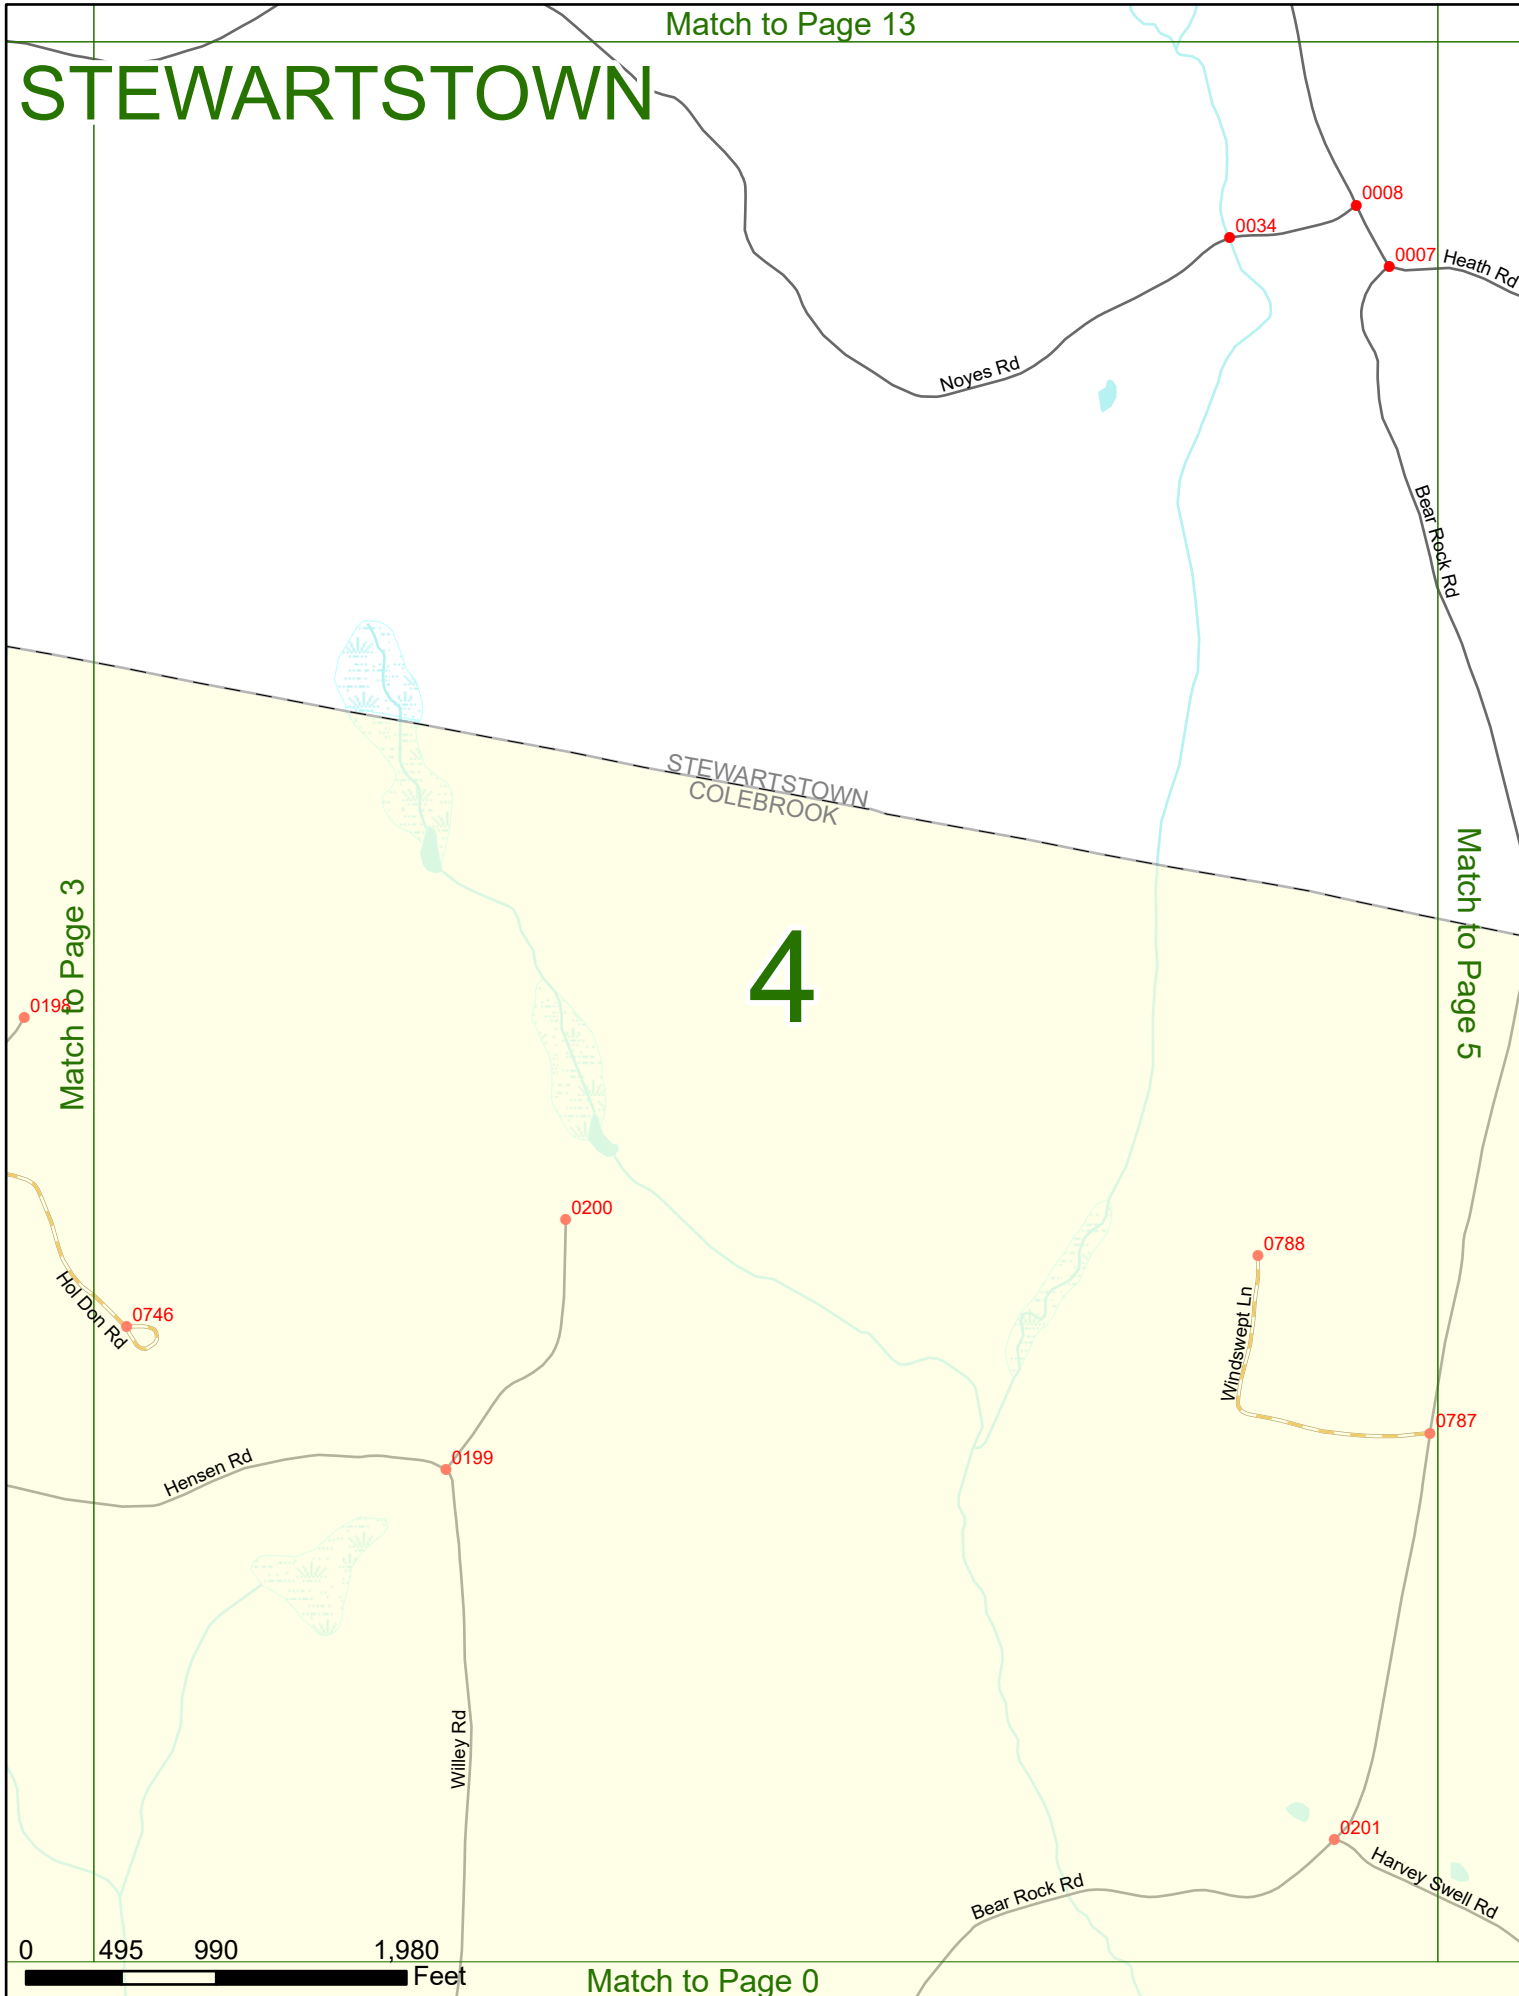 Match to Page 13
STEWARTSTOWN
0008
0034
0007
Heath Rd
Noyes Rd
Bear Rock Rd
STEWARTSTOWN
COLEBROOK
Match to Page 3
Match to Page 5
4
0198
0200
0788
Hol Don Rd
0746
Windswept Ln
0787
Hensen Rd
0199
Willey Rd
0201
Bear Rock Rd
Harvey Swell Rd
0 495 990 1,980
Feet
Match to Page 0